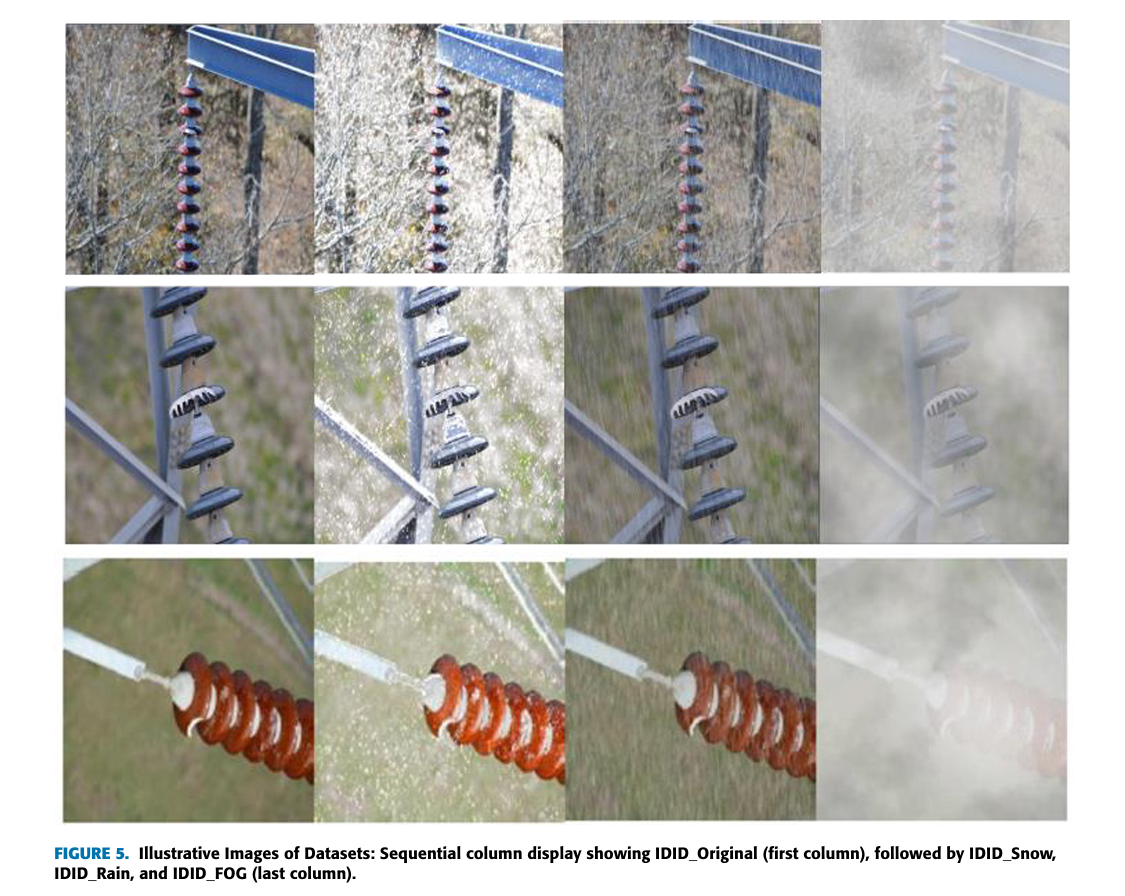 FIGURE 5. Illustrative Images of Datasets: Sequential column display showing IDID_Original (first column), followed by IDID_Snow,
IDID_Rain, and IDID_FOG (last column).